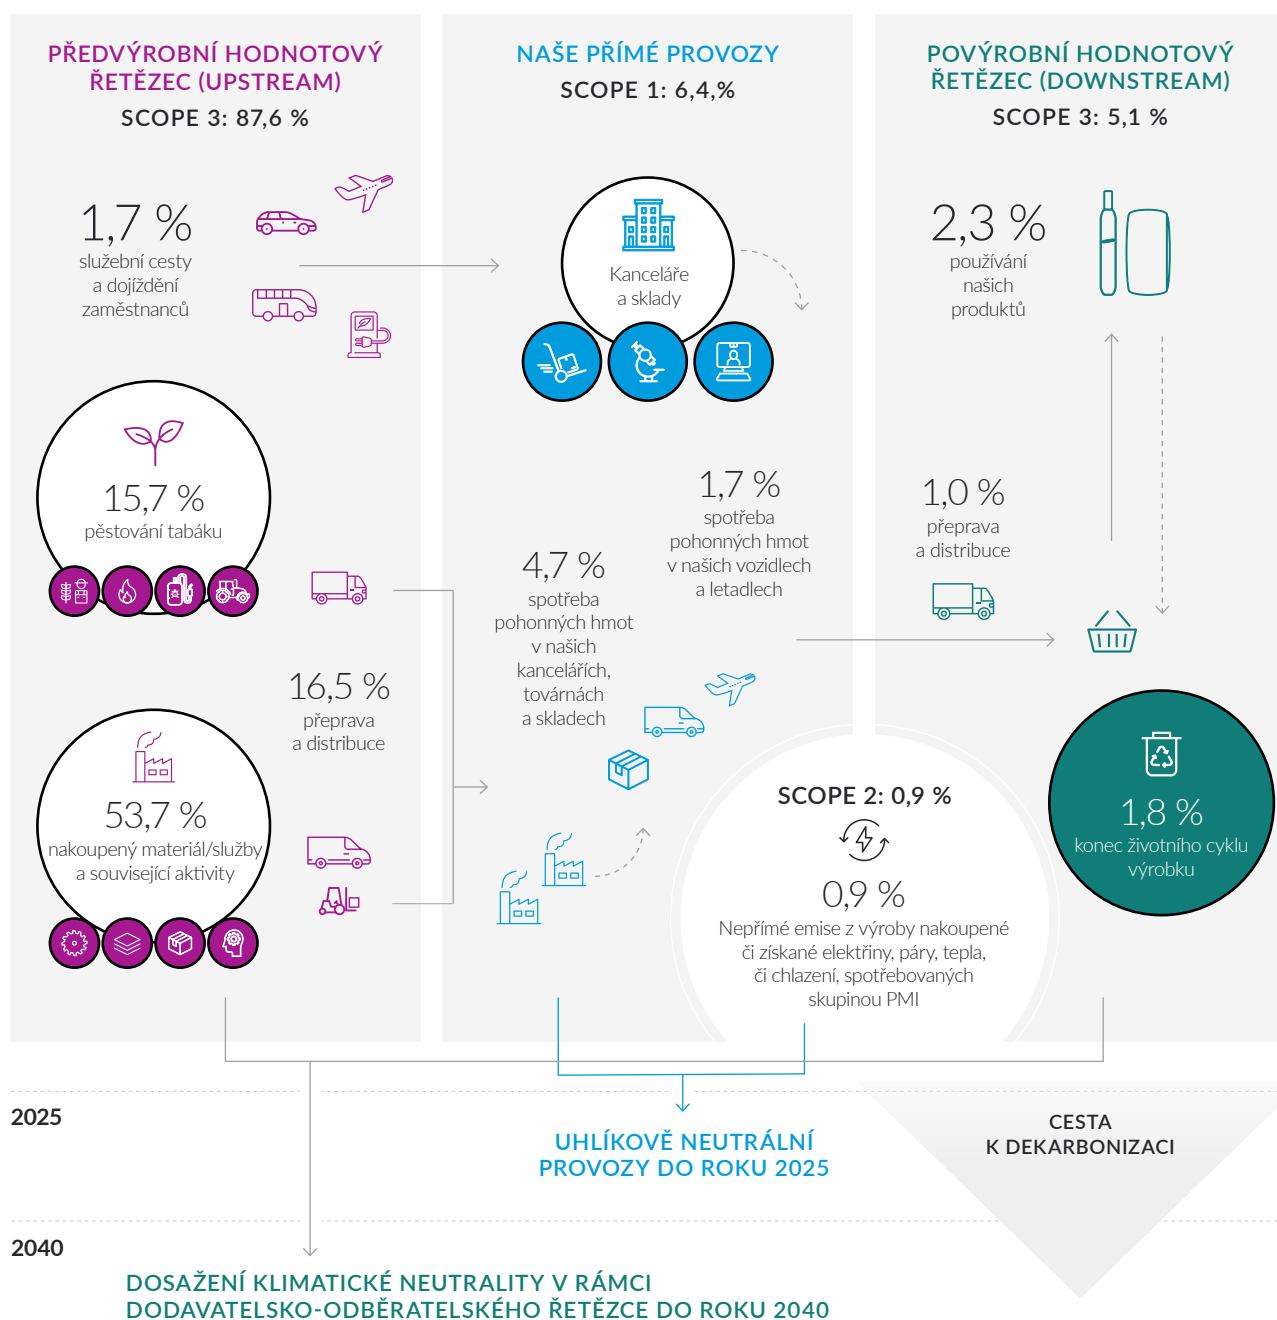 PŘEDVÝROBNÍ HODNOTOVÝ
ŘETĚZEC (UPSTREAM)
SCOPE 3: 87,6 %
1,7 %
služební cesty
a dojíždění
zaměstnanců
15,7 %
pěstování tabáku
16,5 %
přeprava
a distribuce
53,7 %
nakoupený materiál/služby
a související aktivity
NAŠE PŘÍMÉ PROVOZY
SCOPE 1: 6,4,%
Kanceláře
a sklady
1,7 %
spotřeba
pohonných hmot
v našich vozidlech
a letadlech
4,7 %
spotřeba
pohonných hmot
v našich
kancelářích,
továrnách
a skladech
SCOPE 2: 0,9 %
0,9 %
Nepřímé emise z výroby nakoupené
či získané elektřiny, páry, tepla,
či chlazení, spotřebovaných
skupinou PMI
POVÝROBNÍ HODNOTOVÝ
ŘETĚZEC (DOWNSTREAM)
SCOPE 3: 5,1 %
2,3 %
používání
našich
produktů
1,0 %
přeprava
a distribuce
1,8 %
konec životního cyklu
výrobku
2025
UHLÍKOVĚ NEUTRÁLNÍ
PROVOZY DO ROKU 2025
CESTA
K DEKARBONIZACI
2040
DOSAŽENÍ KLIMATICKÉ NEUTRALITY V RÁMCI
DODAVATELSKO-ODBĚRATELSKÉHO ŘETĚZCE DO ROKU 2040